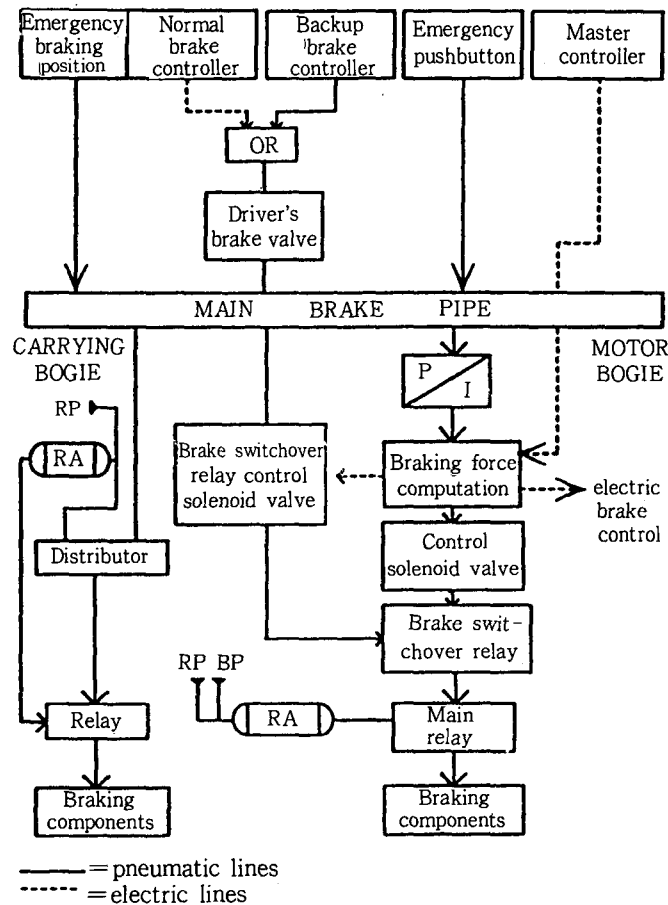 Emergency
braking
position
Normal
brake
controller
Backup
brake
controller
Emergency
pushbutton
Master
controller
OR
Driver's
brake valve
MAIN BRAKE PIPE
CARRYING
BOGIE
MOTOR
BOGIE
P
I
RP
RA
Brake switchover
relay control
solenoid valve
Braking force
computation
electric
brake
control
Distributor
Control
solenoid valve
Brake swit-
chover relay
RP BP
Relay
RA
Main
relay
Braking
components
Braking
components
=pneumatic lines
=electric lines